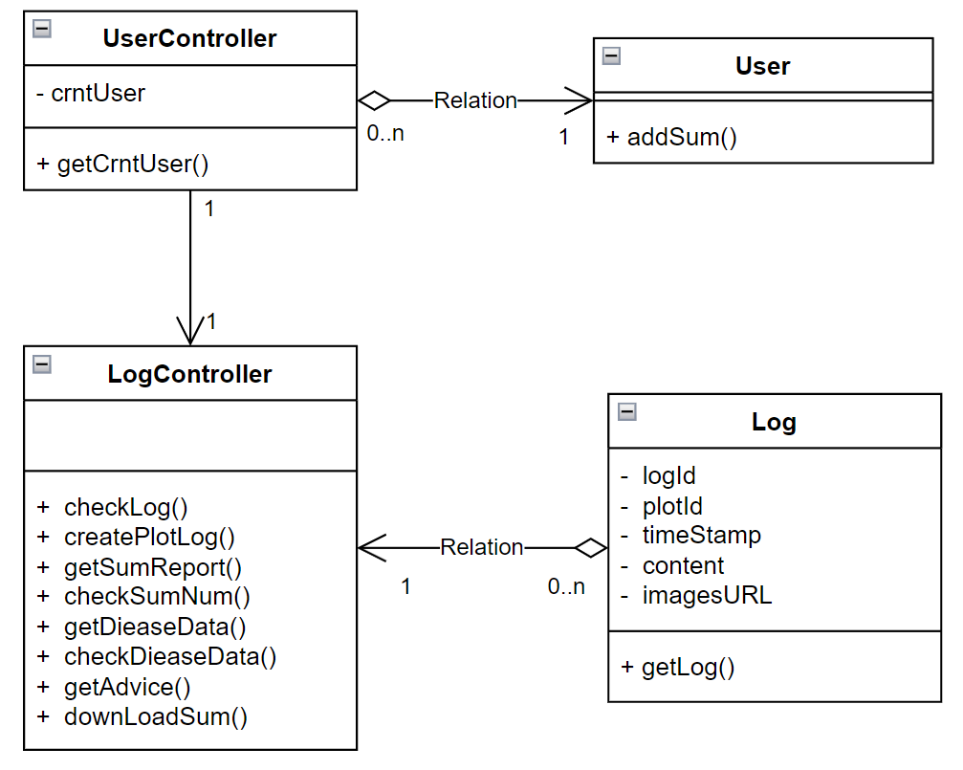 UserController
- crntUser
+ getCrntUser()
Relation
0..n
1
User
+ addSum()
1
1
LogController
+ checkLog()
+ createPlotLog()
+ getSumReport()
+ checkSumNum()
+ getDieaseData()
+ checkDieaseData()
+ getAdvice()
+ downLoadSum()
Relation
1
0..n
Log
- logId
- plotId
- timeStamp
- content
- imagesURL
+ getLog()